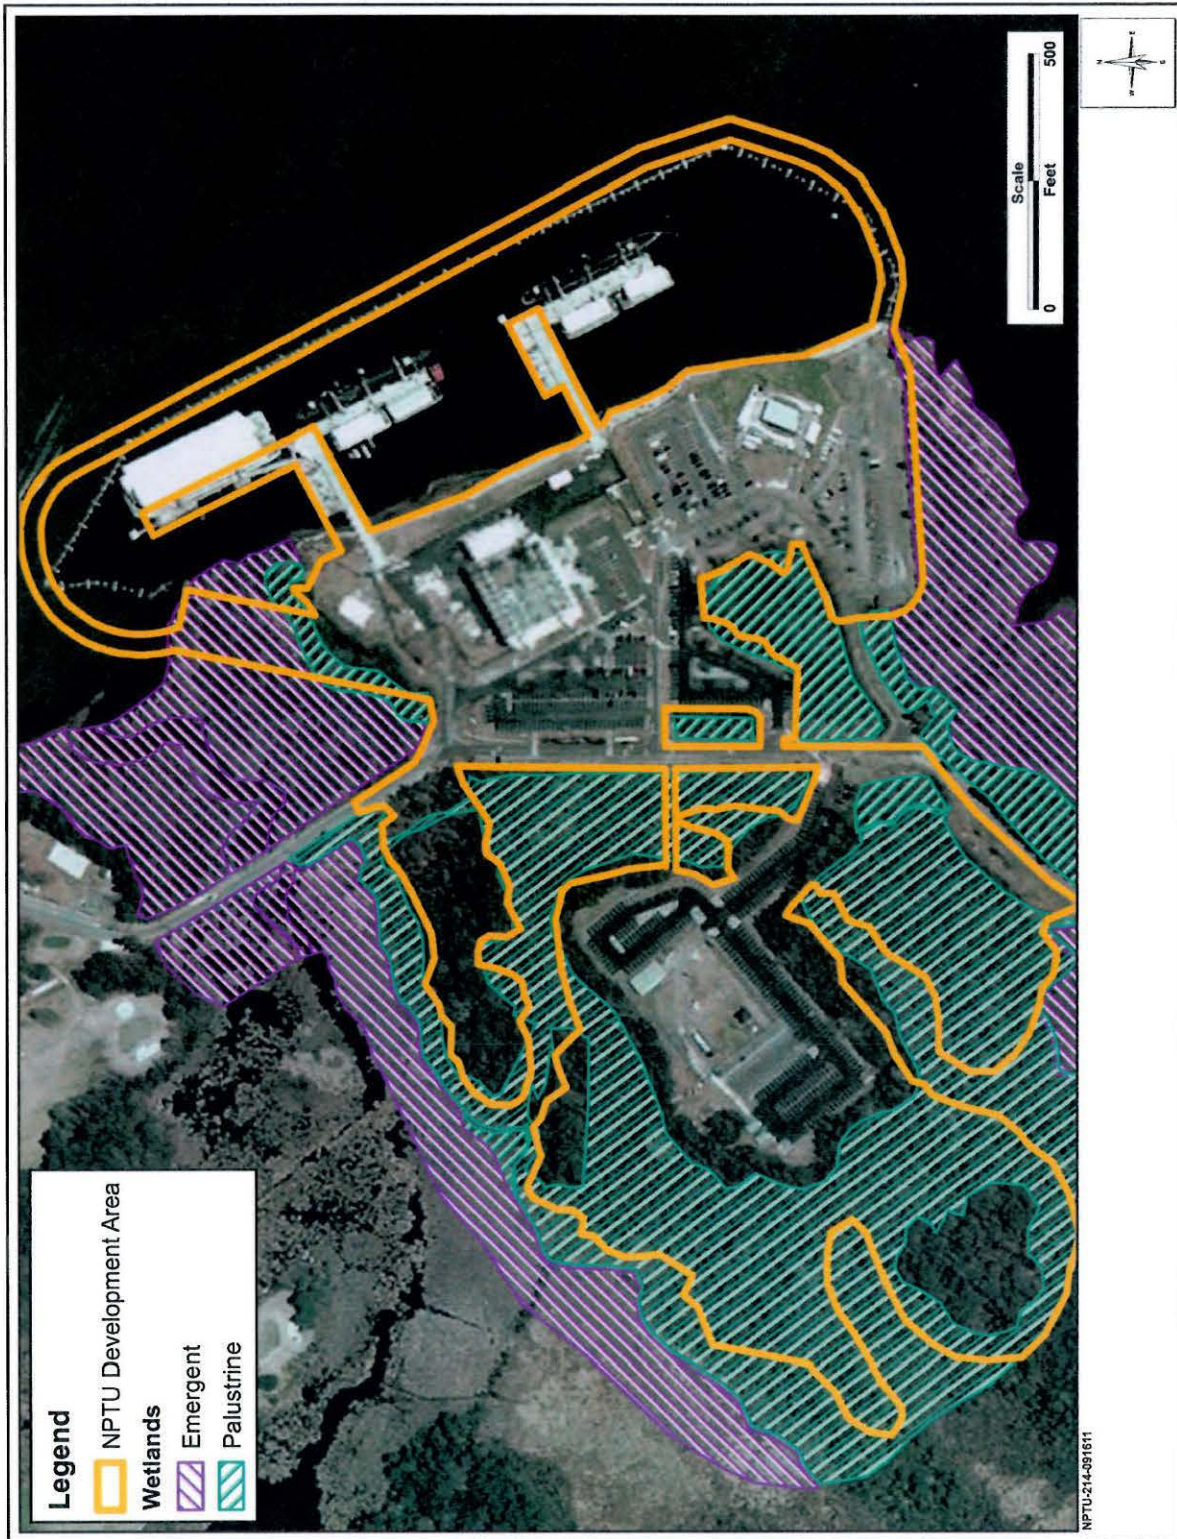 Legend
NPTU Development Area
Wetlands
Emergent
Palustrine
Scale
0 Feet 500
N
W E
S
NPTU-214-091611